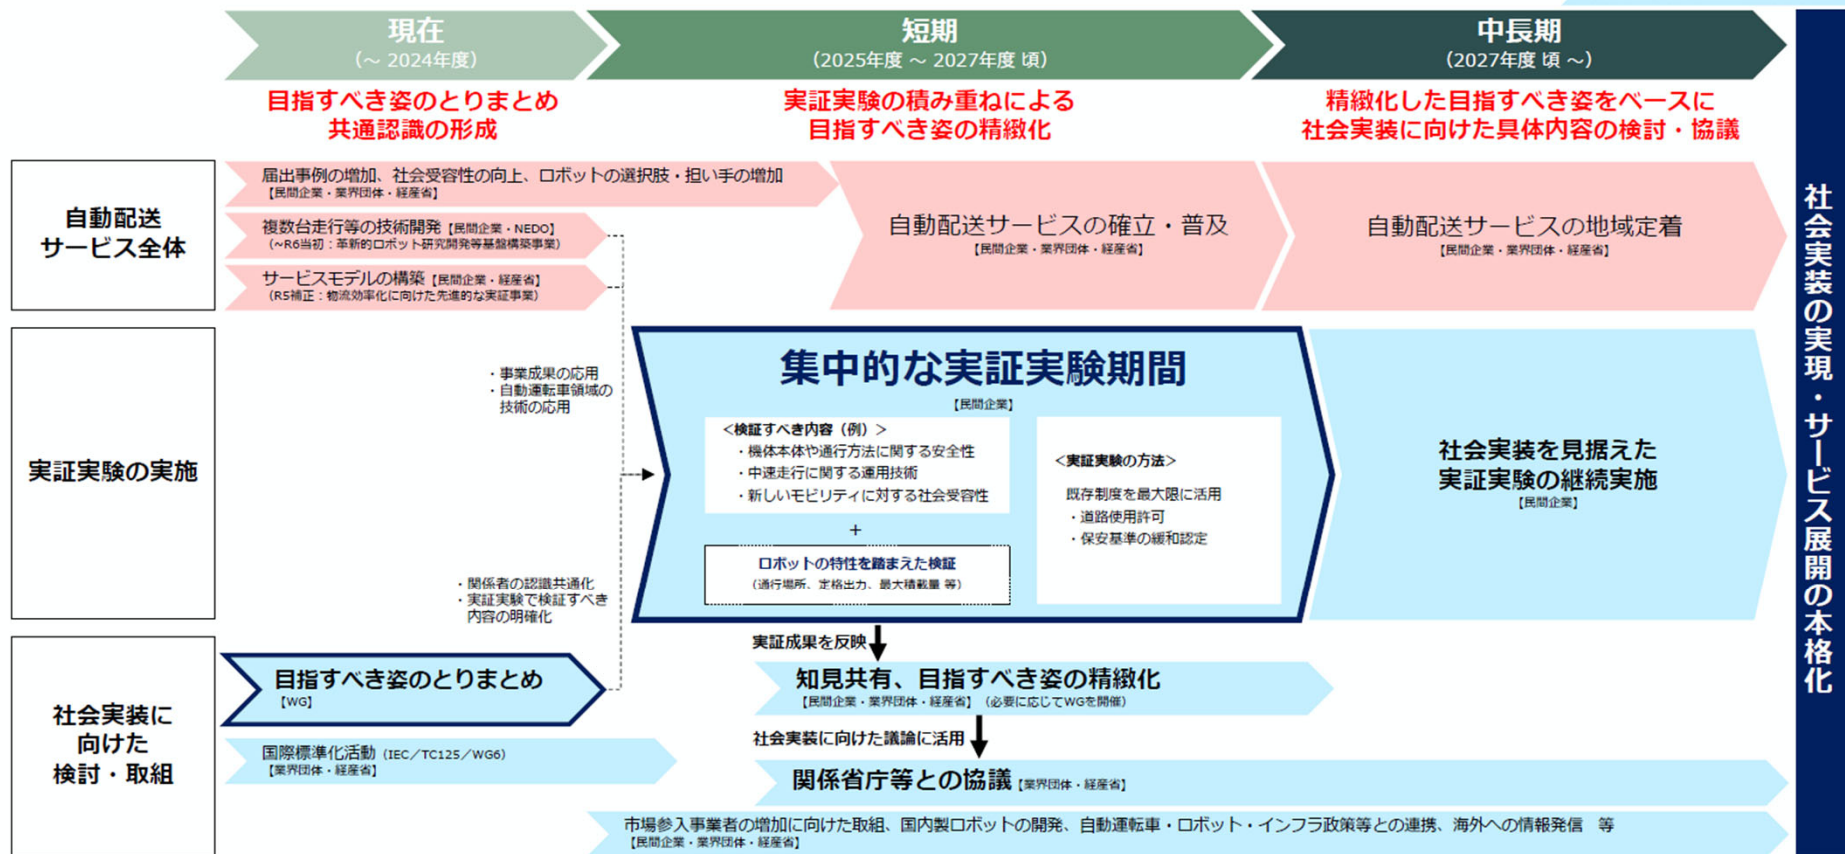 現在
（～ 2024年度）
短期
（2025年度 ～ 2027年度 頃）
中長期
（2027年度 頃 ～）
目指すべき姿のとりまとめ
共通認識の形成
実証実験の積み重ねによる
目指すべき姿の精緻化
精緻化した目指すべき姿をベースに
社会実装に向けた具体内容の検討・協議
自動配送
サービス全体
届出事例の増加、社会受容性の向上、ロボットの選択肢・担い手の増加
【民間企業・業界団体・経産省】
複数台走行等の技術開発【民間企業・NEDO】
（~R6当初：革新的ロボット研究開発等基盤構築事業）
サービスモデルの構築【民間企業・経産省】
（R5補正：物流効率化に向けた先進的な実証事業）
自動配送サービスの確立・普及
【民間企業・業界団体・経産省】
自動配送サービスの地域定着
【民間企業・業界団体・経産省】
実証実験の実施
・事業成果の応用
・自動運転車領域の
技術の応用
・関係者の認識共通化
・実証実験で検証すべき
内容の明確化
集中的な実証実験期間
【民間企業】
＜検証すべき内容（例）＞
・機体本体や通行方法に関する安全性
・中速走行に関する運用技術
・新しいモビリティに対する社会受容性
＋
ロボットの特性を踏まえた検証
（通行場所、定格出力、最大積載量 等）
＜実証実験の方法＞
既存制度を最大限に活用
・道路使用許可
・保安基準の緩和認定
社会実装を見据えた
実証実験の継続実施
【民間企業】
社会実装に
向けた
検討・取組
目指すべき姿のとりまとめ
【WG】
国際標準化活動（IEC／TC125／WG6）
【業界団体・経産省】
実証成果を反映
知見共有、目指すべき姿の精緻化
【民間企業・業界団体・経産省】（必要に応じてWGを開催）
社会実装に向けた議論に活用
関係省庁等との協議【業界団体・経産省】
市場参入事業者の増加に向けた取組、国内製ロボットの開発、自動運転車・ロボット・インフラ政策等との連携、海外への情報発信　等
【民間企業・業界団体・経産省】
社会実装の実現・サービス展開の本格化